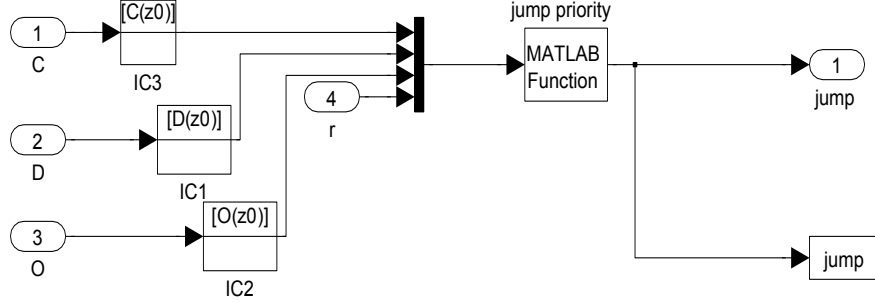 jump priority
[C(z0)]
1
C
IC3
MATLAB
Function
1
jump
4
r
[D(z0)]
2
D
IC1
[O(z0)]
3
O
IC2
jump